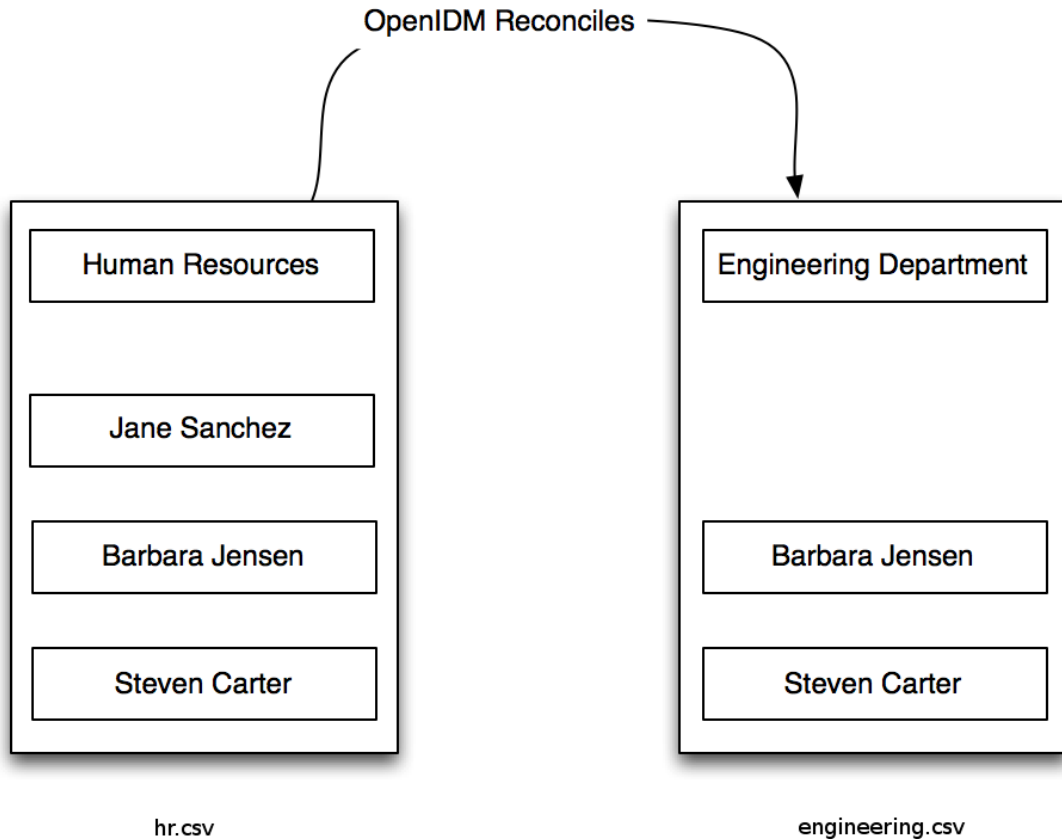 OpenIDM Reconciles
Human Resources
Jane Sanchez
Barbara Jensen
Steven Carter
hr.csv
Engineering Department
Barbara Jensen
Steven Carter
engineering.csv